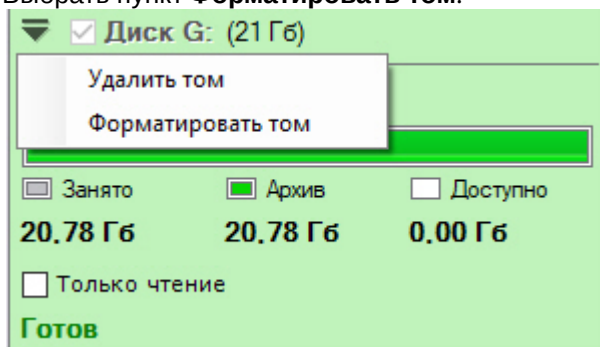 Выбрать пункт Форматировать том.
Диск G: (21 Гб)
Удалить том
Форматировать том
Занято Архив Доступно
20.78 Гб 20.78 Гб 0.00 Гб
Только чтение
Готов